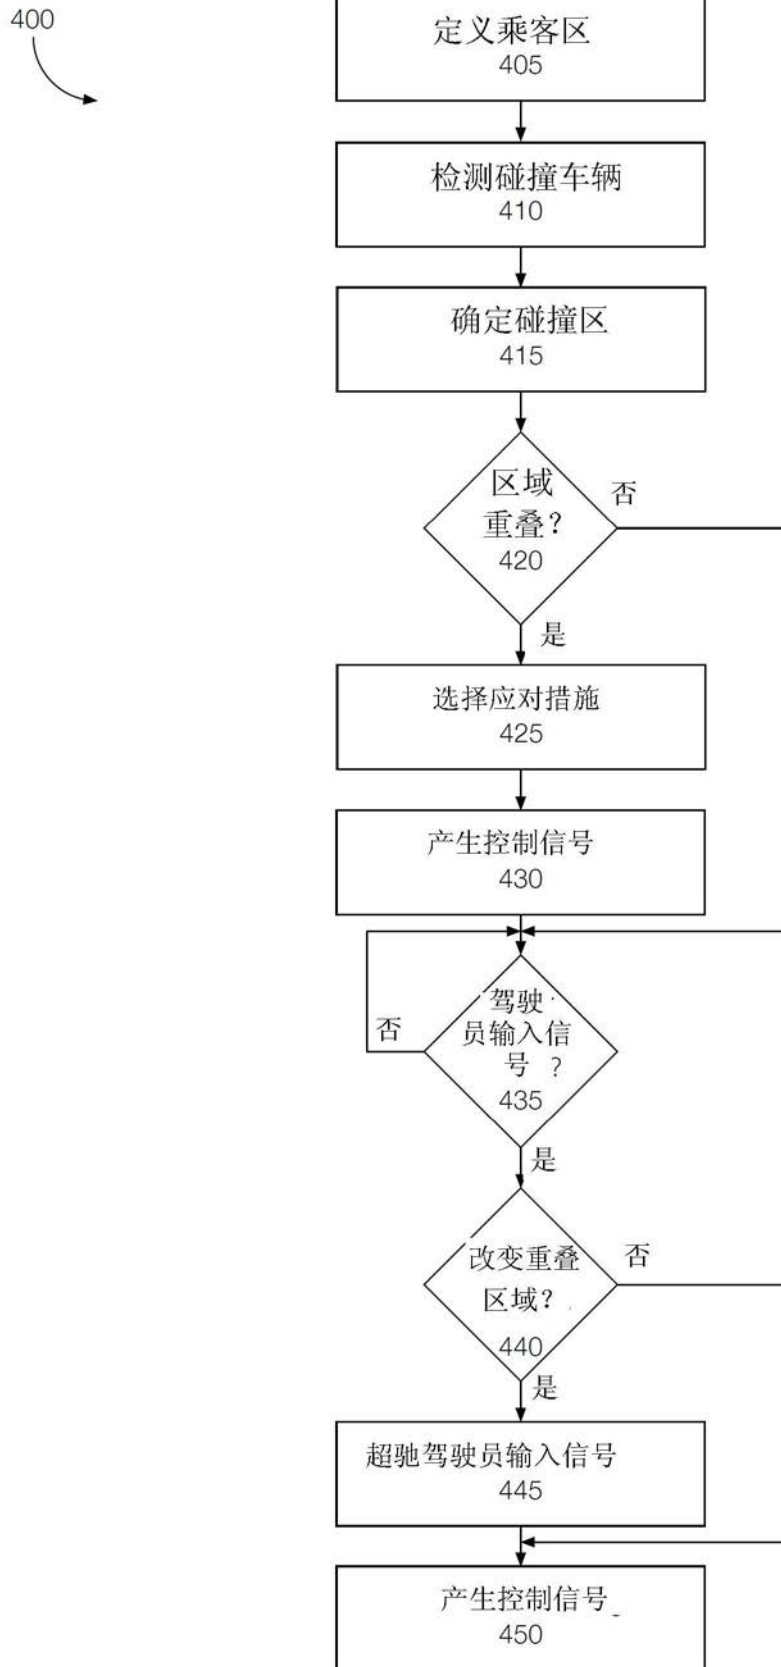 400
定义乘客区
405
检测碰撞车辆
410
确定碰撞区
415
区域
重叠？
420
否
是
选择应对措施
425
产生控制信号
430
驾驶
员输入信
号？
435
否
是
改变重叠
区域？
440
否
是
超驰驾驶员输入信号
445
产生控制信号
450